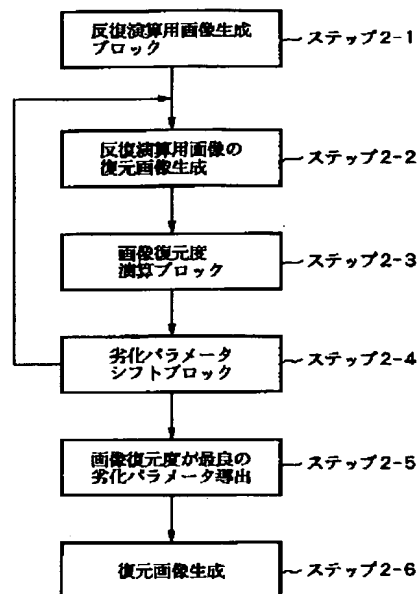 反復演算用画像生成
ブロック
ステップ2-1
反復演算用画像の
復元画像生成
ステップ2-2
画像復元度
演算ブロック
ステップ2-3
劣化パラメータ
シフトブロック
ステップ2-4
画像復元度が最良の
劣化パラメータ導出
ステップ2-5
復元画像生成
ステップ2-6